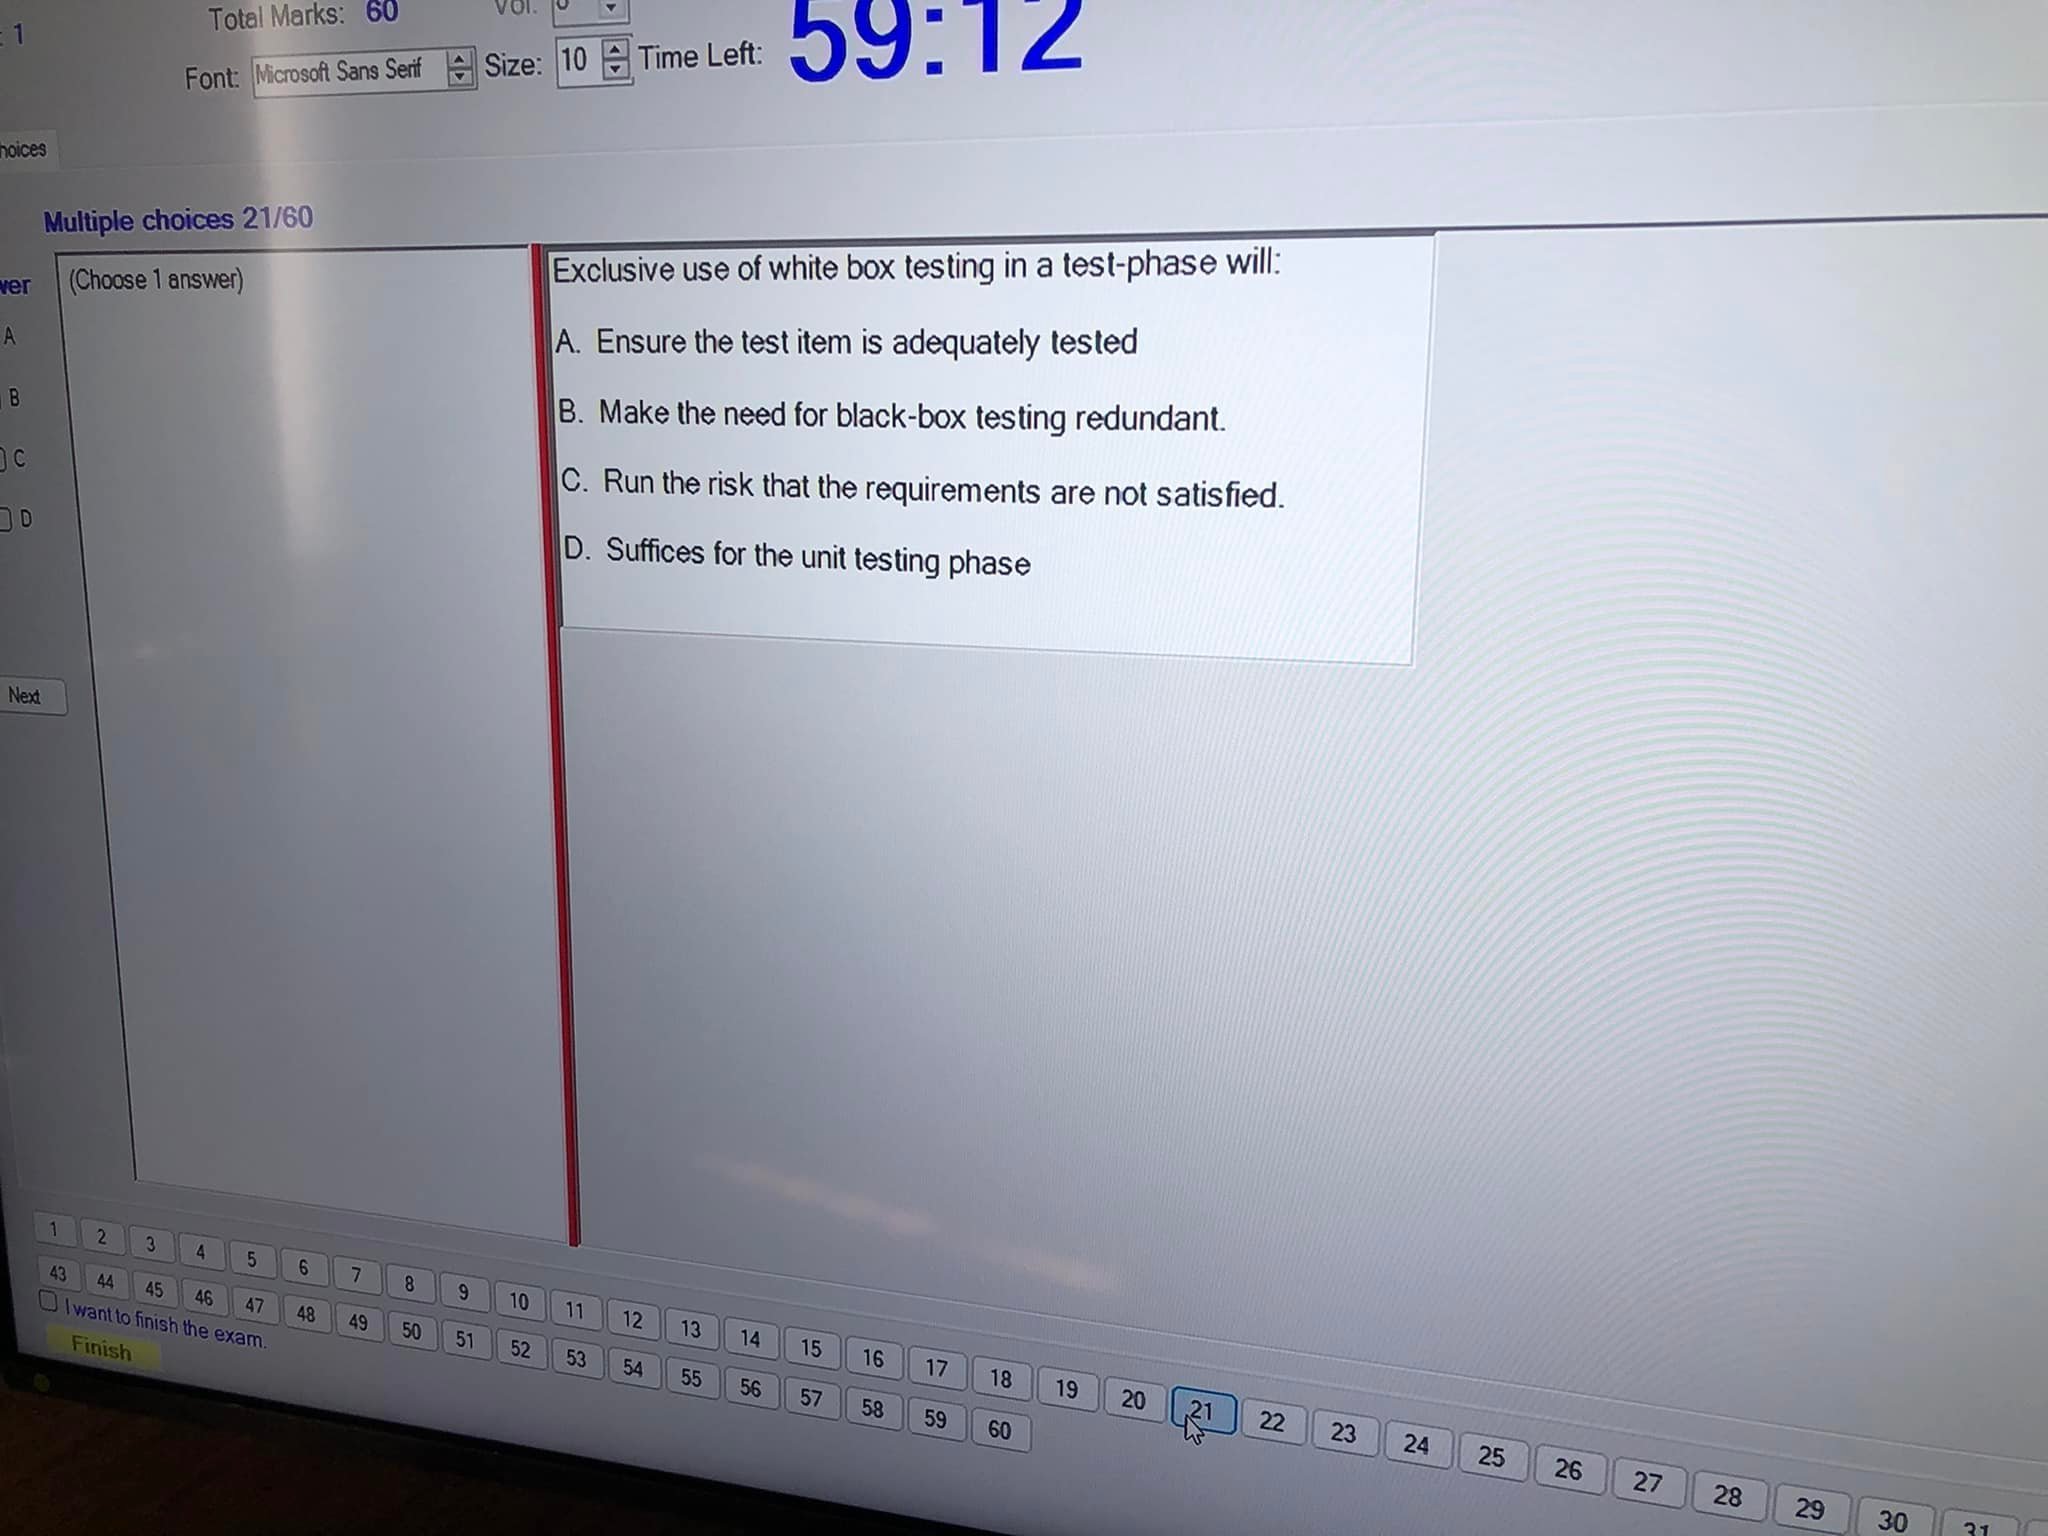 : 1
Total Marks: 60
Vol.
Font: Microsoft Sans Serif Size: 10 Time Left: 59:12
hoices
Multiple choices 21/60
wer
(Choose 1 answer)
A
B
C
D
Next
Exclusive use of white box testing in a test-phase will:
A. Ensure the test item is adequately tested
B. Make the need for black-box testing redundant.
C. Run the risk that the requirements are not satisfied.
D. Suffices for the unit testing phase
1 2 3 4 5 6 7 8 9 10 11 12 13 14 15 16 17 18 19 20 21 22 23 24 25 26 27 28 29 30 31
43 44 45 46 47 48 49 50 51 52 53 54 55 56 57 58 59 60
I want to finish the exam.
Finish